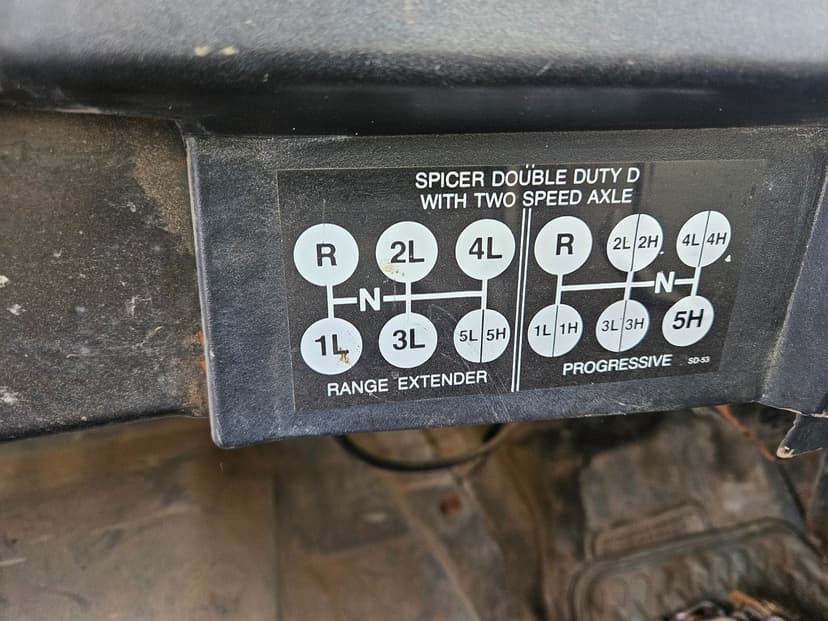 SPICER DOUBLE DUTY D
WITH TWO SPEED AXLE
R 2L 4L
N
1L 3L 5L 5H
RANGE EXTENDER
R 2L 2H 4L 4H
N
1L 1H 3L 3H 5H
PROGRESSIVE SD-53